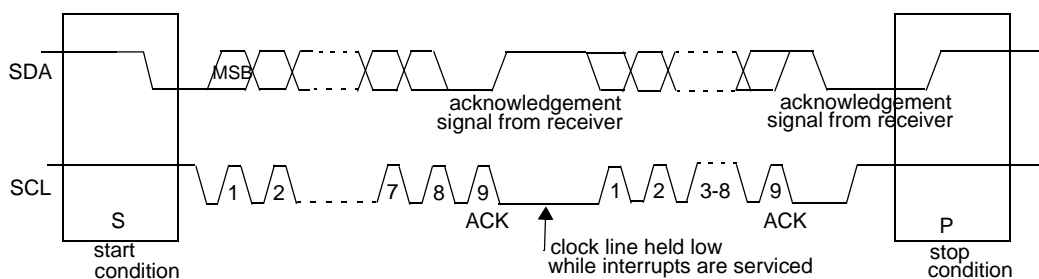 SDA
MSB
acknowledgement
signal from receiver
acknowledgement
signal from receiver
SCL
1
2
7
8
9
1
2
3-8
9
ACK
ACK
S
P
start
condition
clock line held low
while interrupts are serviced
stop
condition